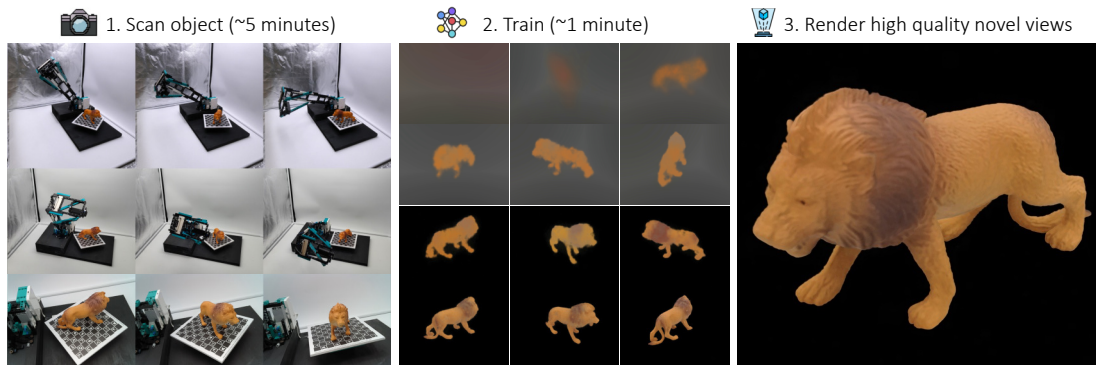 1. Scan object (~5 minutes)
2. Train (~1 minute)
3. Render high quality novel views